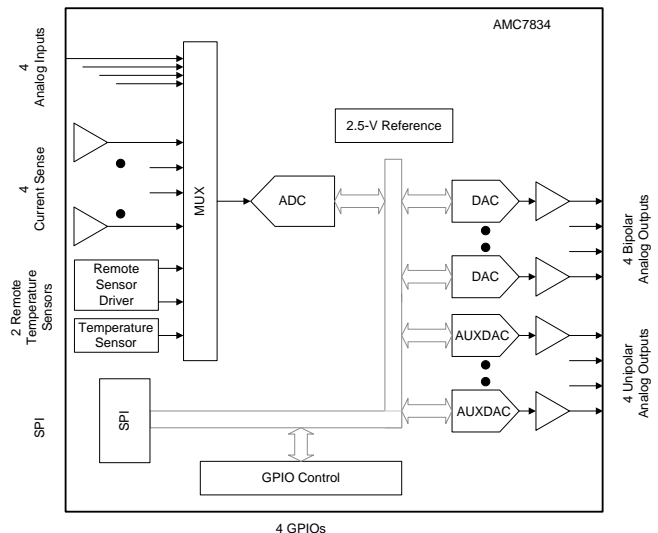 AMC7834
4
Analog Inputs
4
Current Sense
2 Remote
Temperature
Sensors
SPI
MUX
ADC
2.5-V Reference
Remote
Sensor
Driver
Temperature
Sensor
SPI
GPIO Control
DAC
DAC
AUXDAC
AUXDAC
4 Bipolar
Analog Outputs
4 Unipolar
Analog Outputs
4 GPIOs